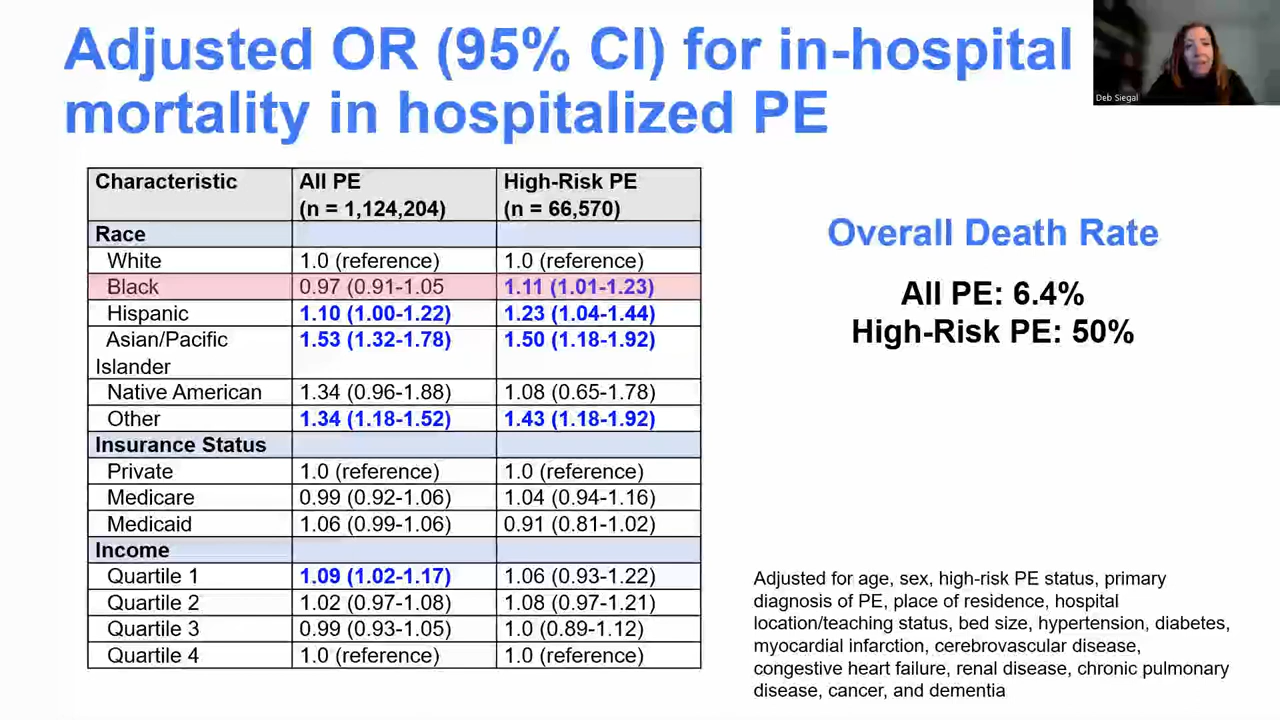 Adjusted OR (95% CI) for in-hospital
mortality in hospitalized PE
Deb Siegal
Characteristic All PE High-Risk PE
(n = 1,124,204) (n = 66,570)
Race
White 1.0 (reference) 1.0 (reference)
Black 0.97 (0.91-1.05 1.11 (1.01-1.23)
Hispanic 1.10 (1.00-1.22) 1.23 (1.04-1.44)
Asian/Pacific 1.53 (1.32-1.78) 1.50 (1.18-1.92)
Islander
Native American 1.34 (0.96-1.88) 1.08 (0.65-1.78)
Other 1.34 (1.18-1.52) 1.43 (1.18-1.92)
Insurance Status
Private 1.0 (reference) 1.0 (reference)
Medicare 0.99 (0.92-1.06) 1.04 (0.94-1.16)
Medicaid 1.06 (0.99-1.06) 0.91 (0.81-1.02)
Income
Quartile 1 1.09 (1.02-1.17) 1.06 (0.93-1.22)
Quartile 2 1.02 (0.97-1.08) 1.08 (0.97-1.21)
Quartile 3 0.99 (0.93-1.05) 1.0 (0.89-1.12)
Quartile 4 1.0 (reference) 1.0 (reference)
Overall Death Rate
All PE: 6.4%
High-Risk PE: 50%
Adjusted for age, sex, high-risk PE status, primary
diagnosis of PE, place of residence, hospital
location/teaching status, bed size, hypertension, diabetes,
myocardial infarction, cerebrovascular disease,
congestive heart failure, renal disease, chronic pulmonary
disease, cancer, and dementia